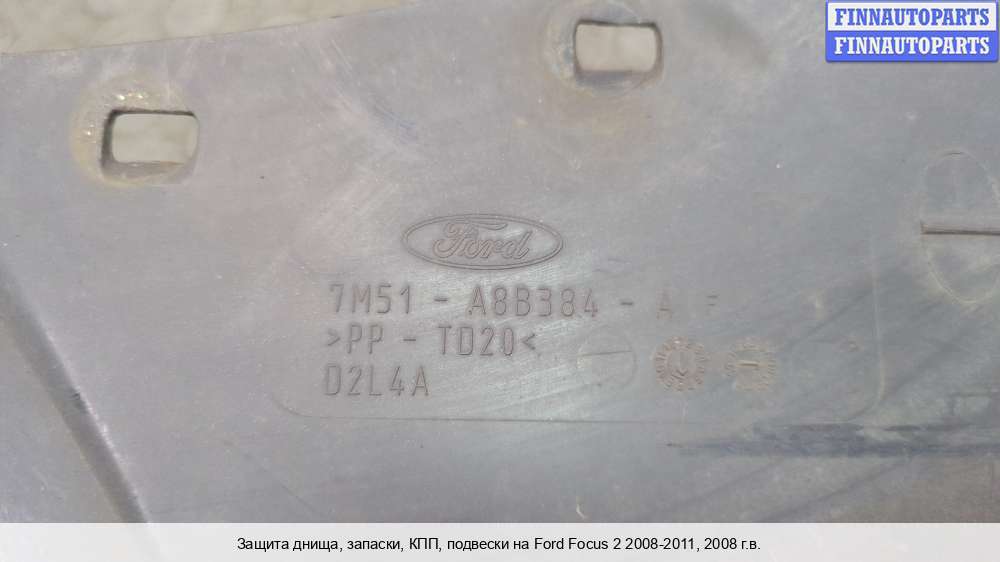 FINNAUTOPARTS
FINNAUTOPARTS
Ford
7M51 - A8B384 - A F
>PP - TD20<
D2L4A
Защита днища, запаски, КПП, подвески на Ford Focus 2 2008-2011, 2008 г.в.